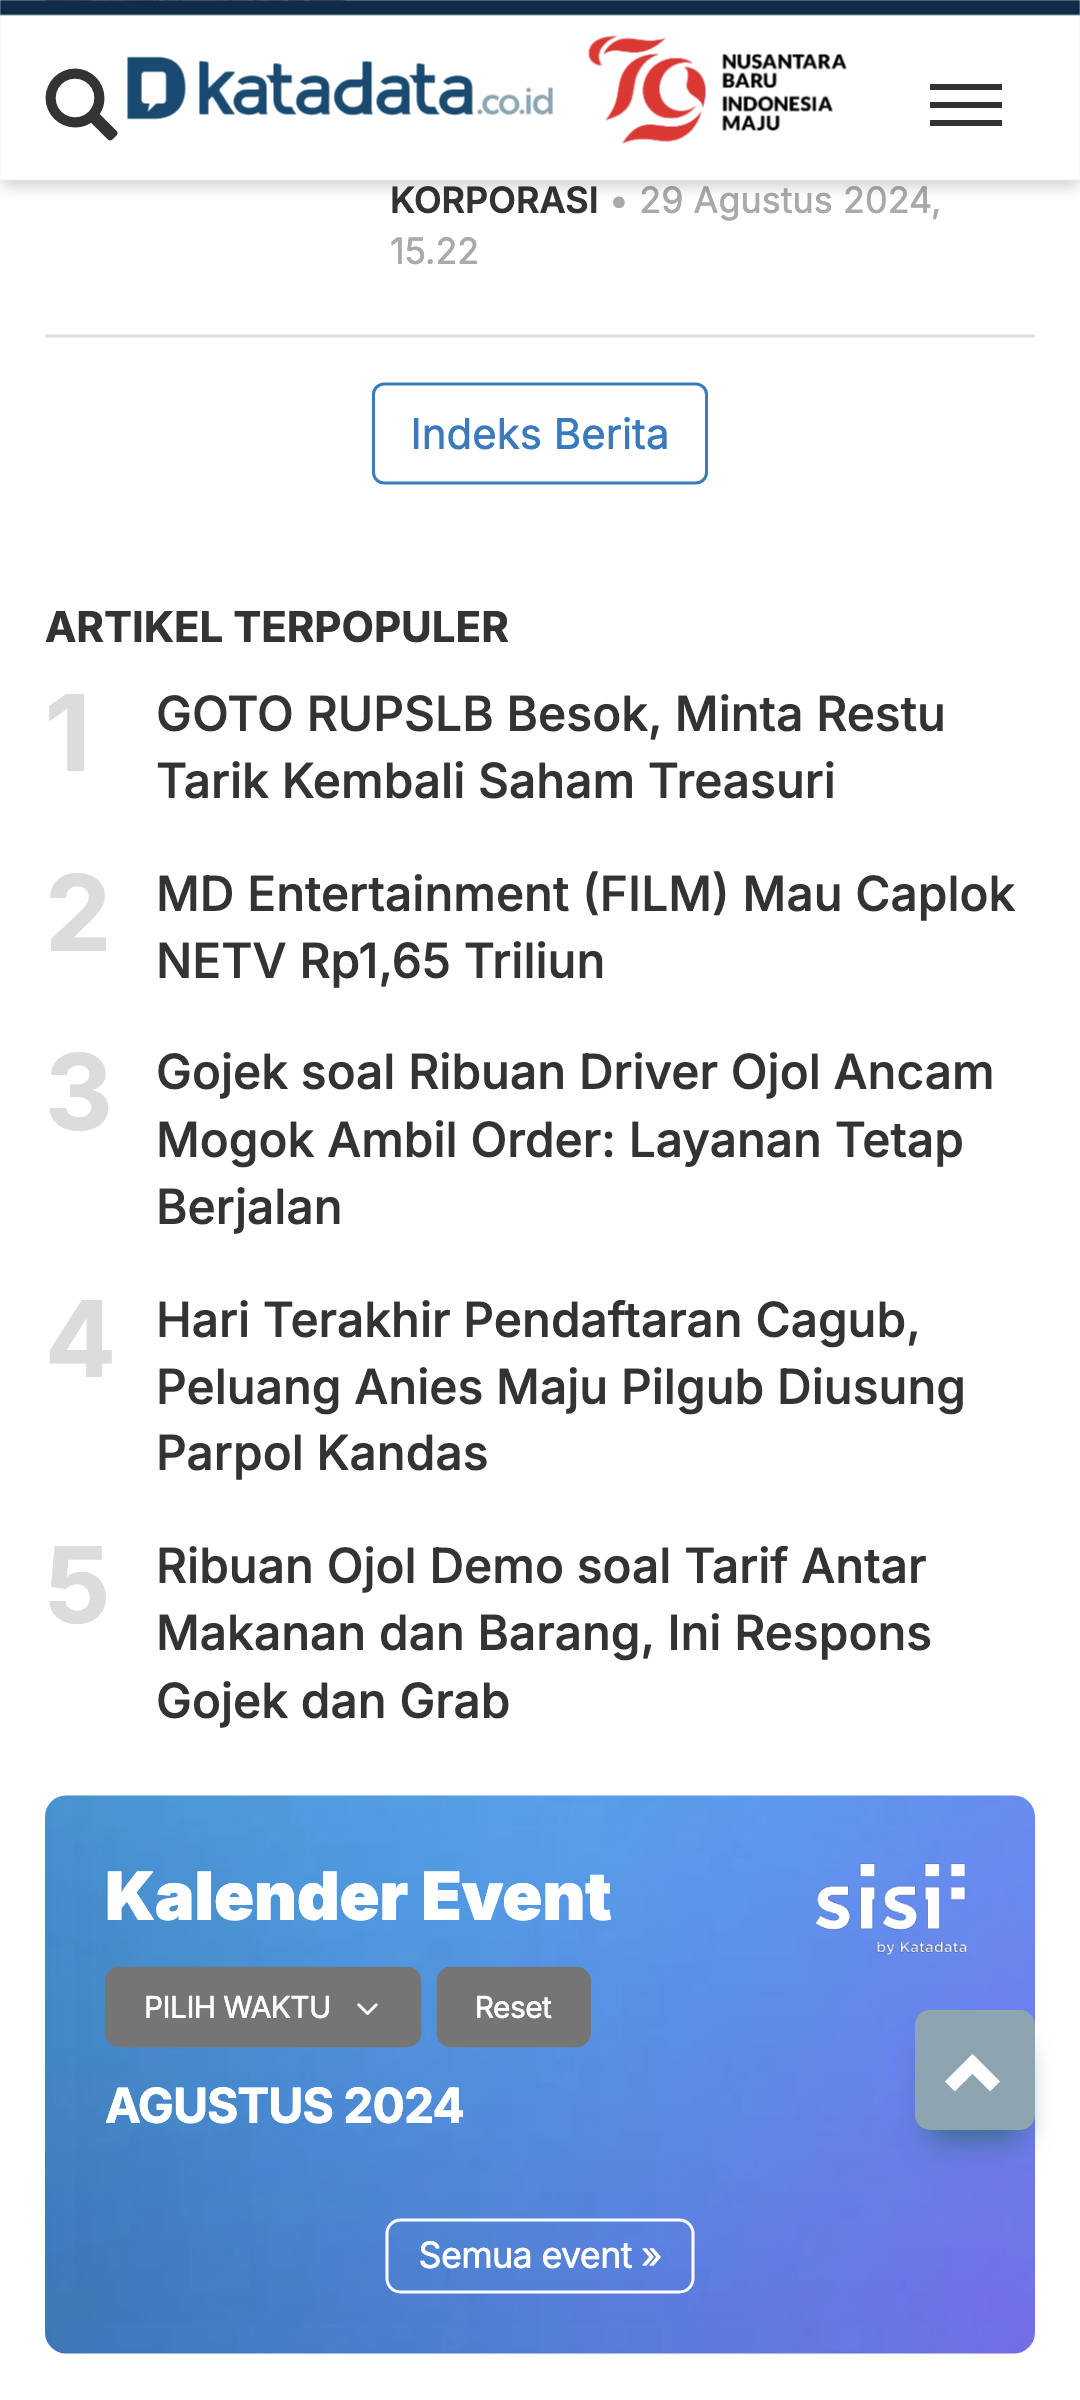 katadata.co.id
79
NUSANTARA
BARU
INDONESIA
MAJU
KORPORASI • 29 Agustus 2024,
15.22
Indeks Berita
ARTIKEL TERPOPULER
1
GOTO RUPSLB Besok, Minta Restu
Tarik Kembali Saham Treasuri
2
MD Entertainment (FILM) Mau Caplok
NETV Rp1,65 Triliun
3
Gojek soal Ribuan Driver Ojol Ancam
Mogok Ambil Order: Layanan Tetap
Berjalan
4
Hari Terakhir Pendaftaran Cagub,
Peluang Anies Maju Pilgub Diusung
Parpol Kandas
5
Ribuan Ojol Demo soal Tarif Antar
Makanan dan Barang, Ini Respons
Gojek dan Grab
Kalender Event
sisi
by Katadata
PILIH WAKTU
Reset
AGUSTUS 2024
Semua event »